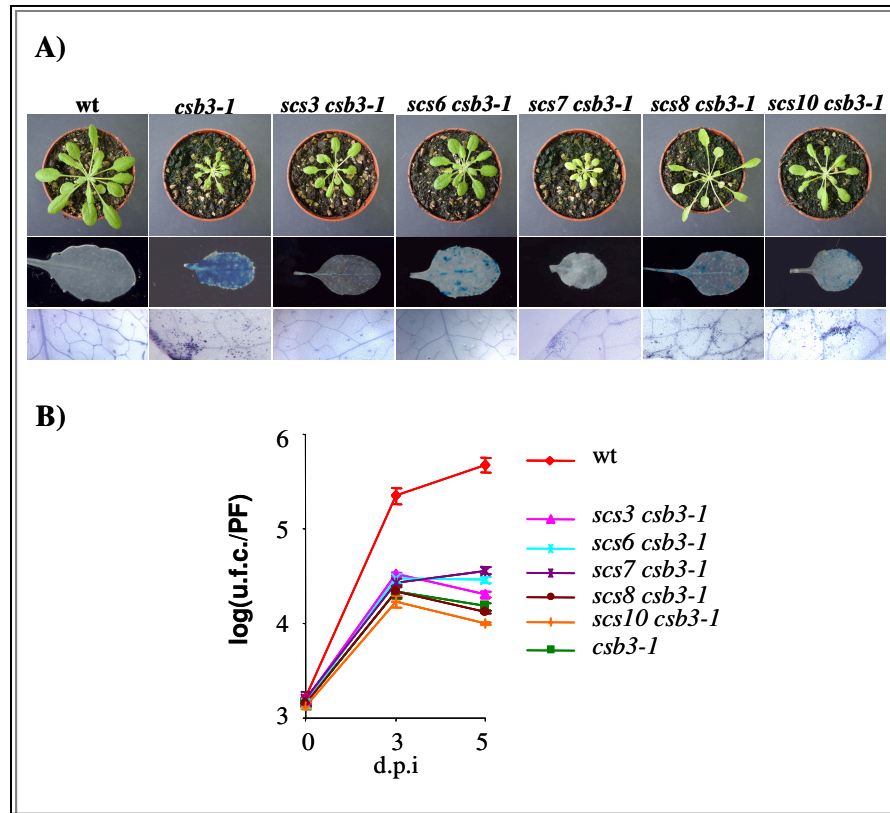 A)
wt csb3-1 scs3 csb3-1 scs6 csb3-1 scs7 csb3-1 scs8 csb3-1 scs10 csb3-1
B)
log(u.f.c./PF)
6
5
4
3
0 3 5
d.p.i
wt
scs3 csb3-1
scs6 csb3-1
scs7 csb3-1
scs8 csb3-1
scs10 csb3-1
csb3-1